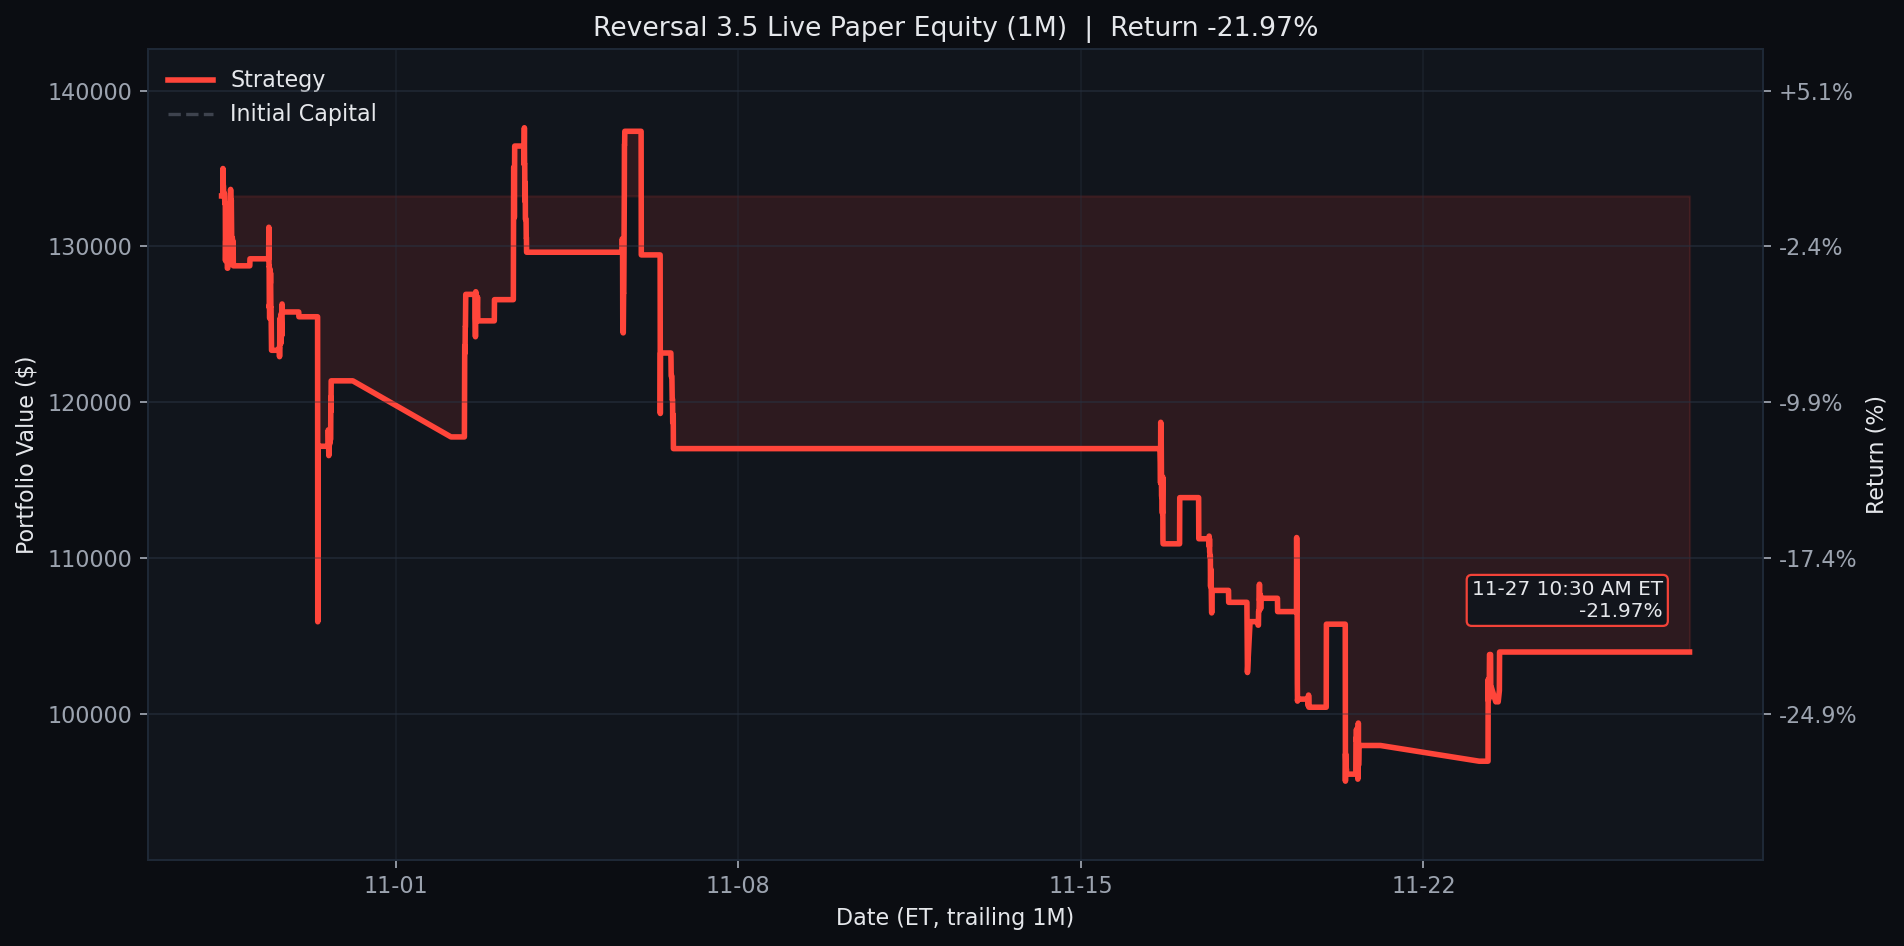 Reversal 3.5 Live Paper Equity (1M)  |  Return -21.97%
Strategy
Initial Capital
140000
130000
120000
110000
100000
Portfolio Value ($)
+5.1%
-2.4%
-9.9%
-17.4%
-24.9%
Return (%)
11-27 10:30 AM ET
-21.97%
11-01
11-08
11-15
11-22
Date (ET, trailing 1M)